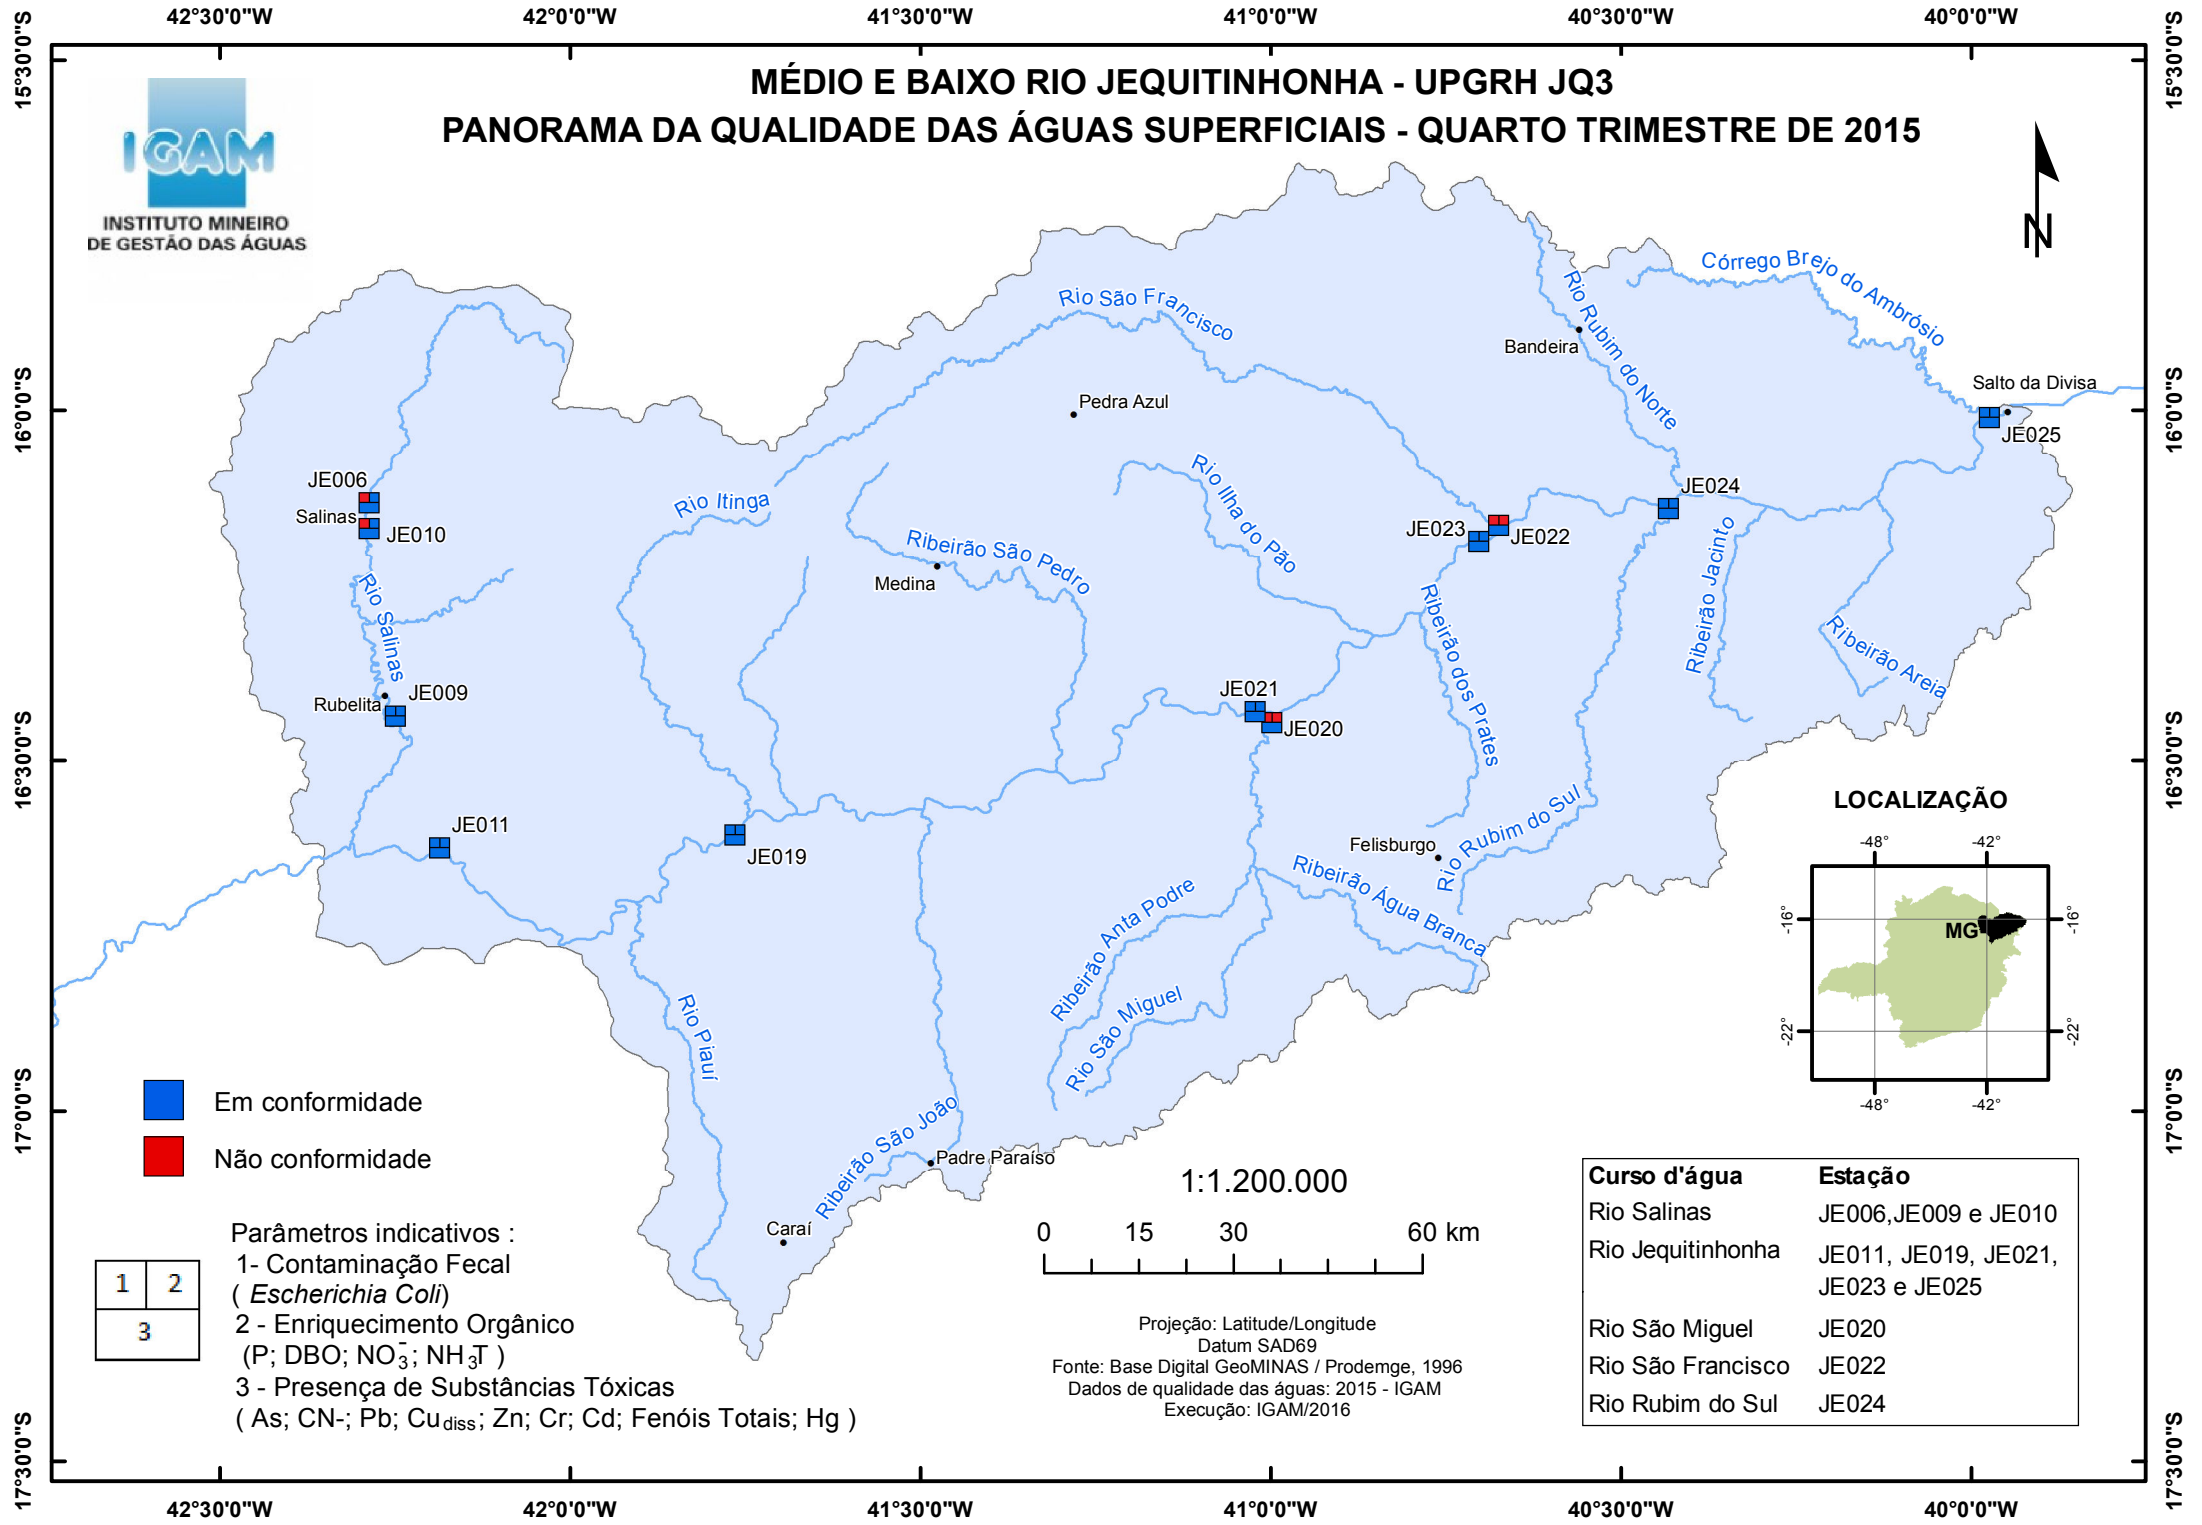 42°30'0"W 42°0'0"W 41°30'0"W 41°0'0"W 40°30'0"W 40°0'0"W
15°30'0"S
15°30'0"S
MÉDIO E BAIXO RIO JEQUITINHONHA - UPGRH JQ3
PANORAMA DA QUALIDADE DAS ÁGUAS SUPERFICIAIS - QUARTO TRIMESTRE DE 2015
IGAM
INSTITUTO MINEIRO
DE GESTÃO DAS ÁGUAS
N
Córrego Brejo do Ambrósio
Rio São Francisco
Rio Rubim do Norte
Bandeira
Salto da Divisa
16°0'0"S
16°0'0"S
Pedra Azul
JE025
JE006
Salinas
JE010
Rio Itinga
Rio Ilha do Pão
JE024
JE023
JE022
Ribeirão São Pedro
Medina
Ribeirão Jacinto
Rio Salinas
Ribeirão dos Prates
Ribeirão Areia
Rubelita
JE009
JE021
JE020
16°30'0"S
16°30'0"S
JE011
JE019
Felisburgo
Rio Rubim do Sul
Ribeirão Água Branca
Ribeirão Anta Podre
Rio São Miguel
Rio Piauí
Ribeirão São João
Padre Paraíso
Caraí
LOCALIZAÇÃO
-48° -42°
-16°
-16°
MG
-22°
-22°
-48° -42°
17°0'0"S
17°0'0"S
Em conformidade
Não conformidade
Parâmetros indicativos :
1- Contaminação Fecal
( Escherichia Coli)
2 - Enriquecimento Orgânico
(P; DBO; NO3-; NH3T )
3 - Presença de Substâncias Tóxicas
( As; CN-; Pb; Cudiss; Zn; Cr; Cd; Fenóis Totais; Hg )
1 2
3
1:1.200.000
0 15 30 60 km
Projeção: Latitude/Longitude
Datum SAD69
Fonte: Base Digital GeoMINAS / Prodemge, 1996
Dados de qualidade das águas: 2015 - IGAM
Execução: IGAM/2016
Curso d'água Estação
Rio Salinas JE006,JE009 e JE010
Rio Jequitinhonha JE011, JE019, JE021,
JE023 e JE025
Rio São Miguel JE020
Rio São Francisco JE022
Rio Rubim do Sul JE024
17°30'0"S
17°30'0"S
42°30'0"W 42°0'0"W 41°30'0"W 41°0'0"W 40°30'0"W 40°0'0"W